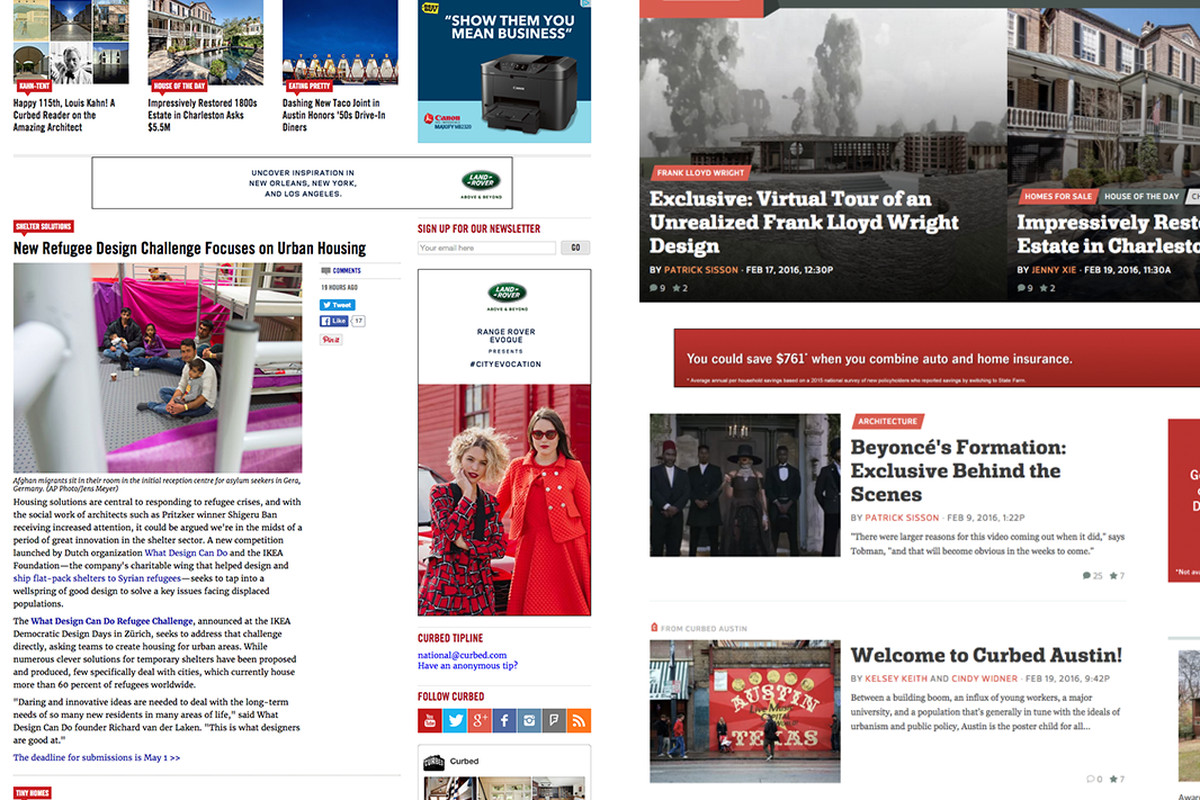 KAHN-TENT
Happy 115th, Louis Kahn! A
Curbed Reader on the
Amazing Architect
HOUSE OF THE DAY
Impressively Restored 1800s
Estate in Charleston Asks
$5.5M
EATING PRETTY
Dashing New Taco Joint in
Austin Honors '50s Drive-In
Diners
"SHOW THEM YOU
MEAN BUSINESS"
Canon
UNCOVER INSPIRATION IN
NEW ORLEANS, NEW YORK,
AND LOS ANGELES.
LAND ROVER
ABOVE & BEYOND
SHELTER SOLUTIONS
New Refugee Design Challenge Focuses on Urban Housing
COMMENTS
19 HOURS AGO
Tweet
Like 17
Pin it
Afghan migrants sit in their room in the initial reception centre for asylum seekers in Gera,
Germany. (AP Photo/Jens Meyer)
Housing solutions are central to responding to refugee crises, and with
the social work of architects such as Pritzker winner Shigeru Ban
receiving increased attention, it could be argued we're in the midst of a
period of great innovation in the shelter sector. A new competition
launched by Dutch organization What Design Can Do and the IKEA
Foundation—the company's charitable wing that helped design and
ship flat-pack shelters to Syrian refugees—seeks to tap into a
wellspring of good design to solve a key issues facing displaced
populations.
The What Design Can Do Refugee Challenge, announced at the IKEA
Democratic Design Days in Zürich, seeks to address that challenge
directly, asking teams to create housing for urban areas. While
numerous clever solutions for temporary shelters have been proposed
and produced, few specifically deal with cities, which currently house
more than 60 percent of refugees worldwide.
"Daring and innovative ideas are needed to deal with the long-term
needs of so many new residents in many areas of life," said What
Design Can Do founder Richard van der Laken. "This is what designers
are good at."
The deadline for submissions is May 1 >>
TINY HOMES
SIGN UP FOR OUR NEWSLETTER
Your email here
GO
LAND ROVER
ABOVE & BEYOND
RANGE ROVER
EVOQUE
PRESENTS
#CITYEVOCATION
CURBED TIPLINE
national@curbed.com
Have an anonymous tip?
FOLLOW CURBED
You Tube
g+
CURBED
Curbed
FRANK LLOYD WRIGHT
Exclusive: Virtual Tour of an
Unrealized Frank Lloyd Wright
Design
BY PATRICK SISSON · FEB 17, 2016, 12:30P
9 2
HOMES FOR SALE HOUSE OF THE DAY
Impressively Rest
Estate in Charlesto
BY JENNY XIE · FEB 19, 2016, 11:30A
9 2
You could save $761* when you combine auto and home insurance.
* Average annual per household savings based on a 2015 national survey of new policyholders who reported savings by switching to State Farm.
ARCHITECTURE
Beyoncé's Formation:
Exclusive Behind the
Scenes
BY PATRICK SISSON · FEB 9, 2016, 1:22P
"There were larger reasons for this video coming out when it did," says
Tobman, "and that will become obvious in the weeks to come."
25 7
*Not ava
FROM CURBED AUSTIN
Welcome to Curbed Austin!
BY KELSEY KEITH AND CINDY WIDNER · FEB 19, 2016, 9:42P
Between a building boom, an influx of young workers, a major
university, and a population that's generally in tune with the ideals of
urbanism and public policy, Austin is the poster child for all...
0 7
AUSTIN
Live Music
CAPITAL
TEXAS